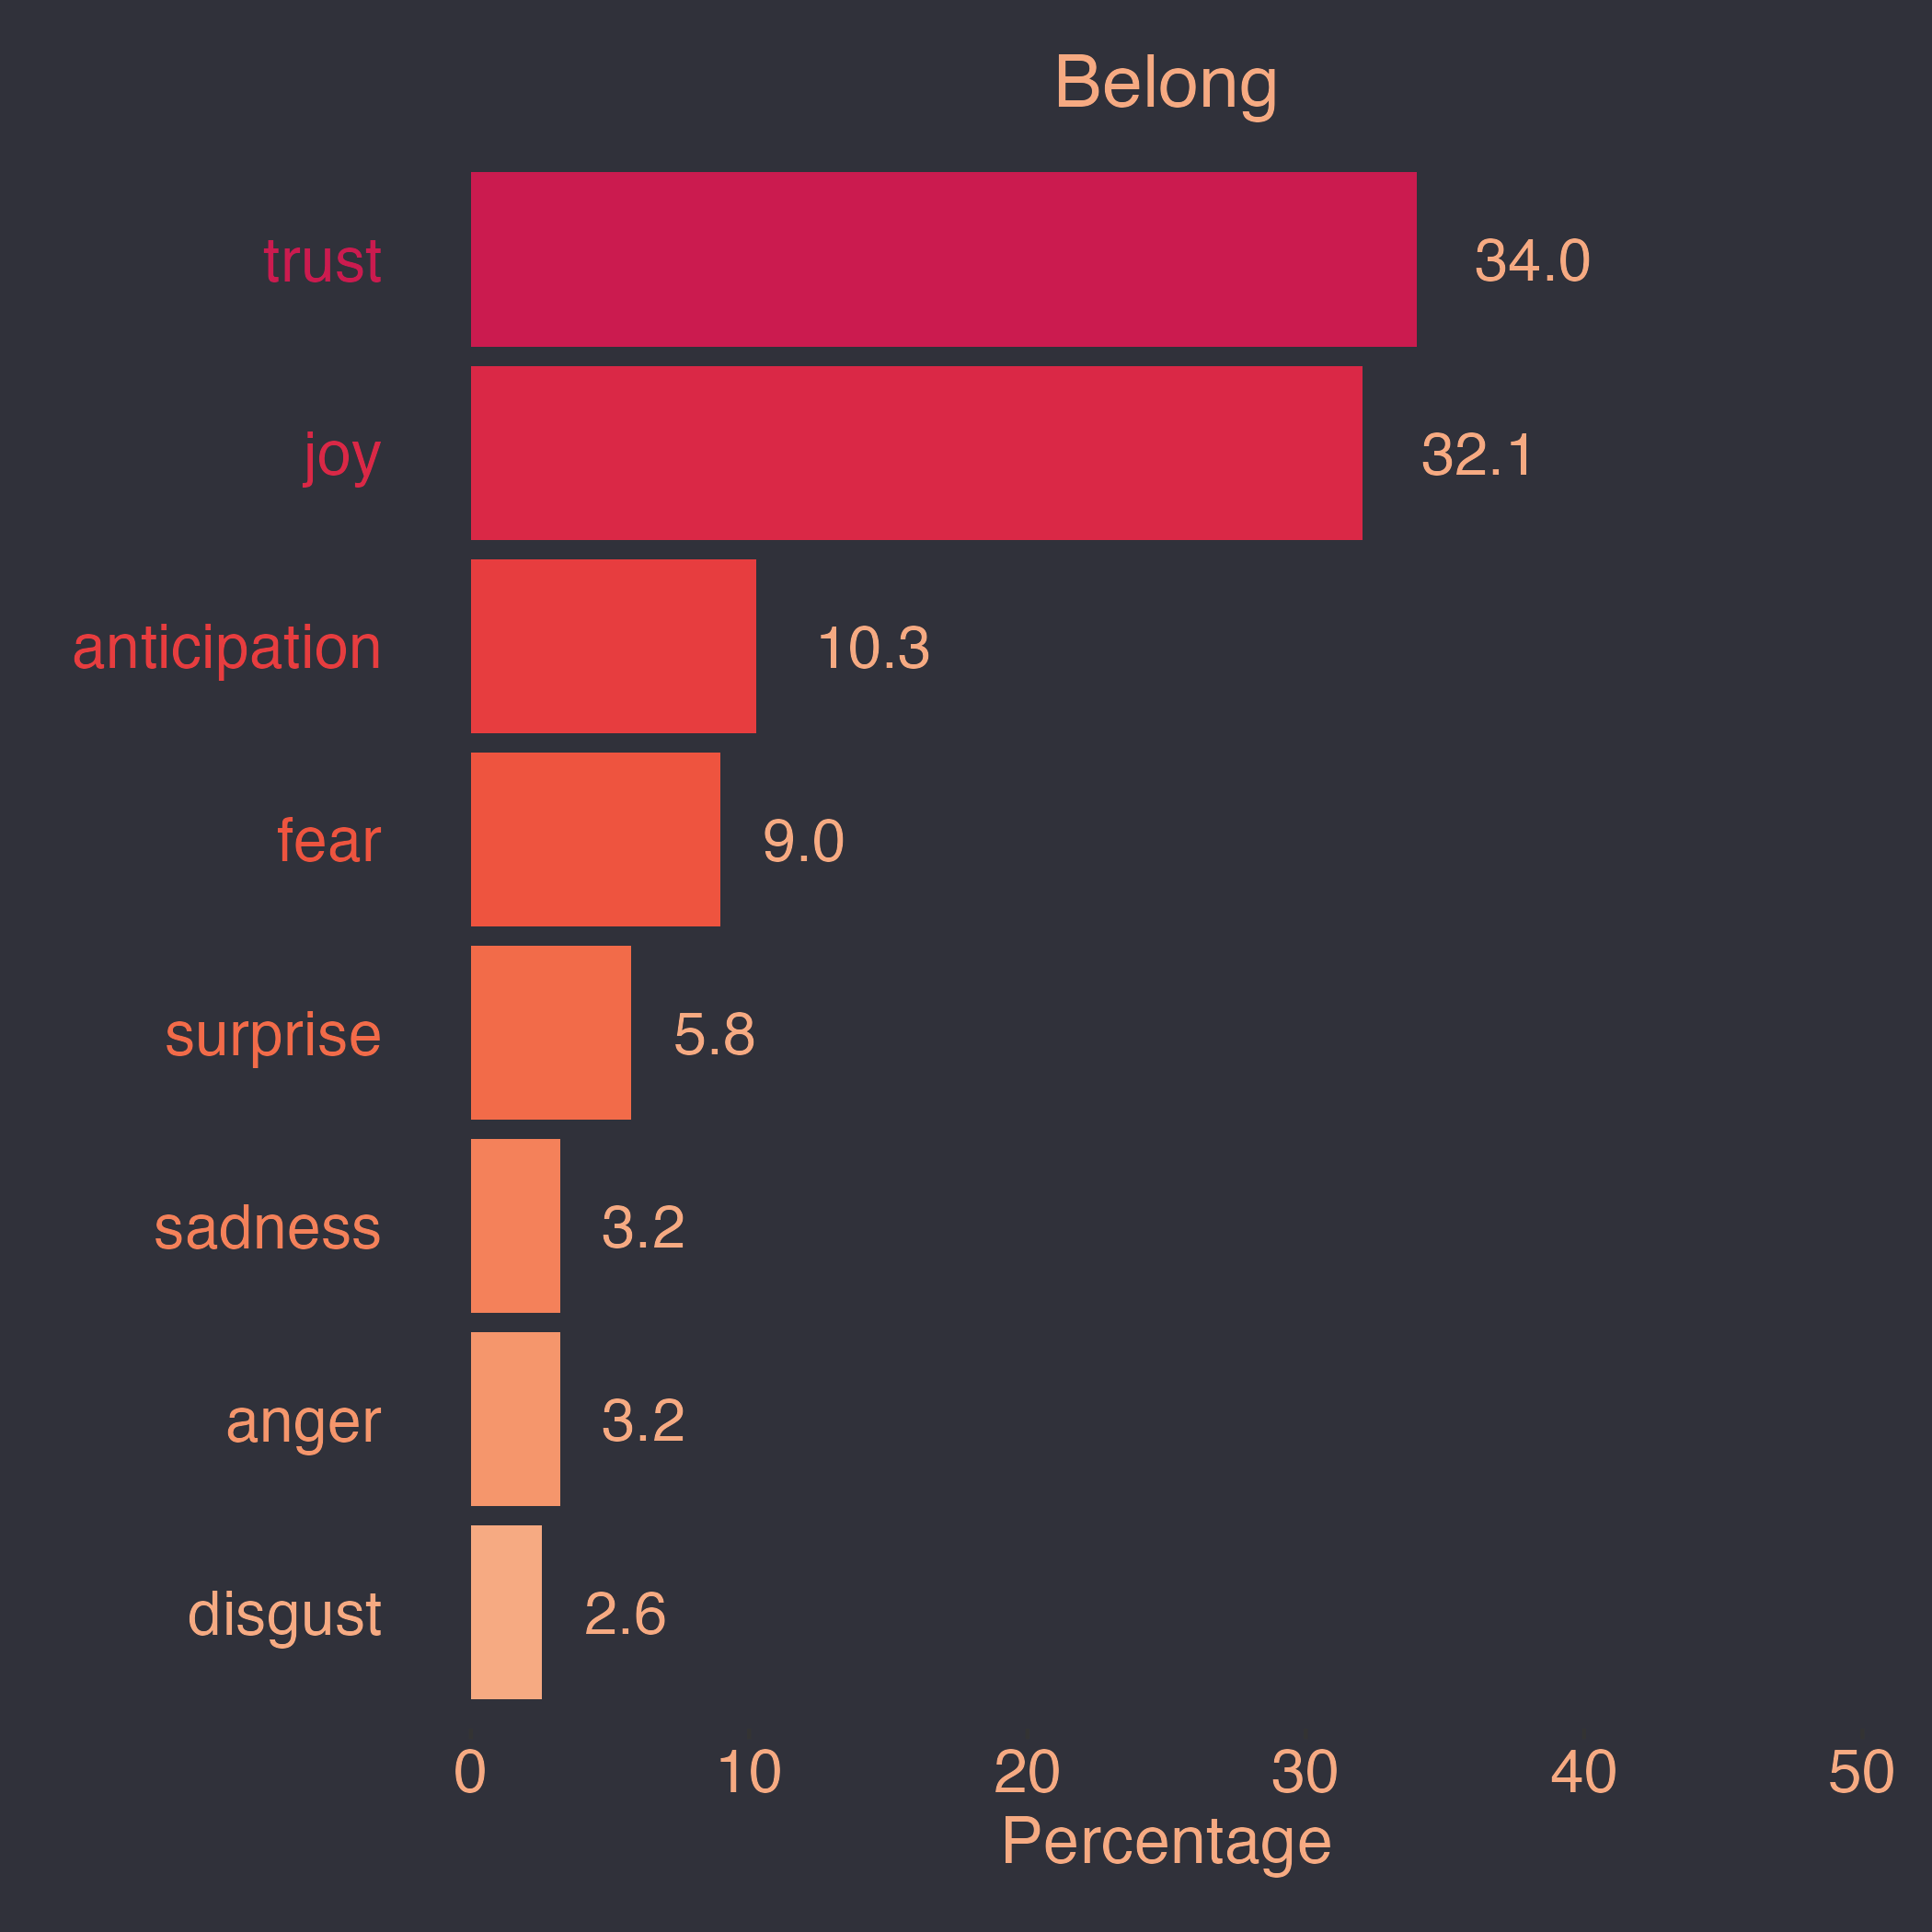 Belong
trust 34.0
joy 32.1
anticipation 10.3
fear 9.0
surprise 5.8
sadness 3.2
anger 3.2
disgust 2.6
0 10 20 30 40 50
Percentage